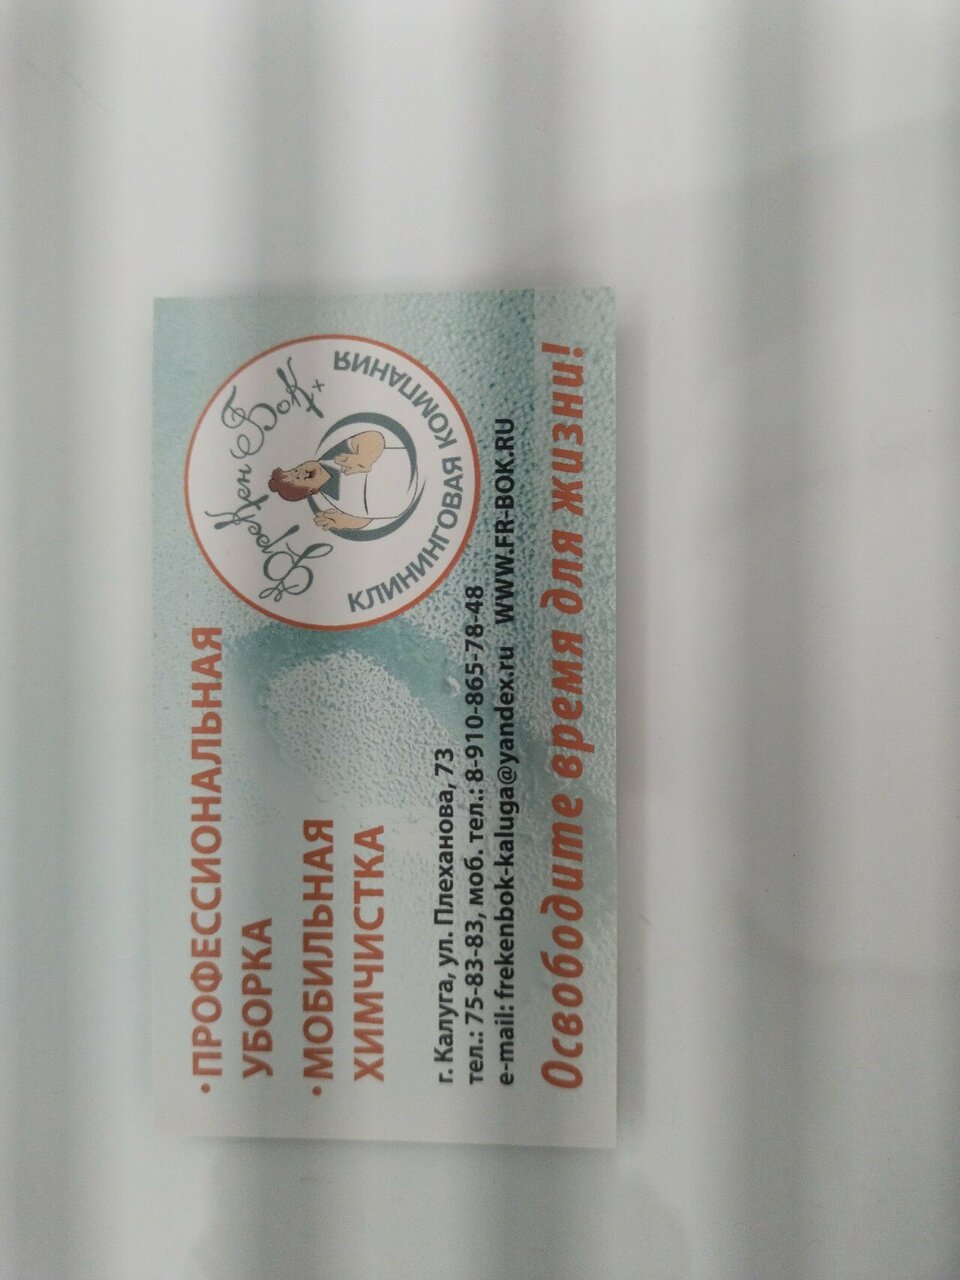 •ПРОФЕССИОНАЛЬНАЯ
УБОРКА
•МОБИЛЬНАЯ
ХИМЧИСТКА
Фрекен Бок+
КЛИНИНГОВАЯ КОМПАНИЯ
г. Калуга, ул. Плеханова, 73
тел.: 75-83-83, моб. тел.: 8-910-865-78-48
e-mail: frekenbok-kaluga@yandex.ru WWW.FR-BOK.RU
Освободите время для жизни!